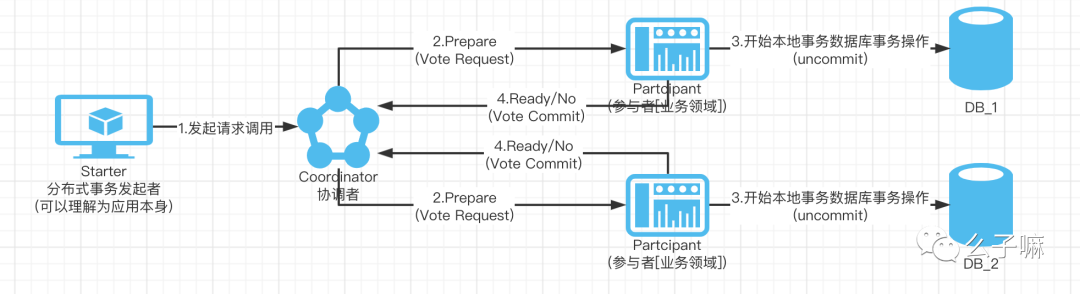 1.发起请求调用
Starter
分布式事务发起者
（可以理解为应用本身）
Coordinator
协调者
2.Prepare
(Vote Request)
4.Ready/No
(Vote Commit)
Partcipant
（参与者[业务领域]）
3.开始本地事务数据库事务操作
(uncommit)
DB_1
4.Ready/No
(Vote Commit)
2.Prepare
(Vote Request)
Partcipant
（参与者[业务领域]）
3.开始本地事务数据库事务操作
(uncommit)
DB_2
么子嘛